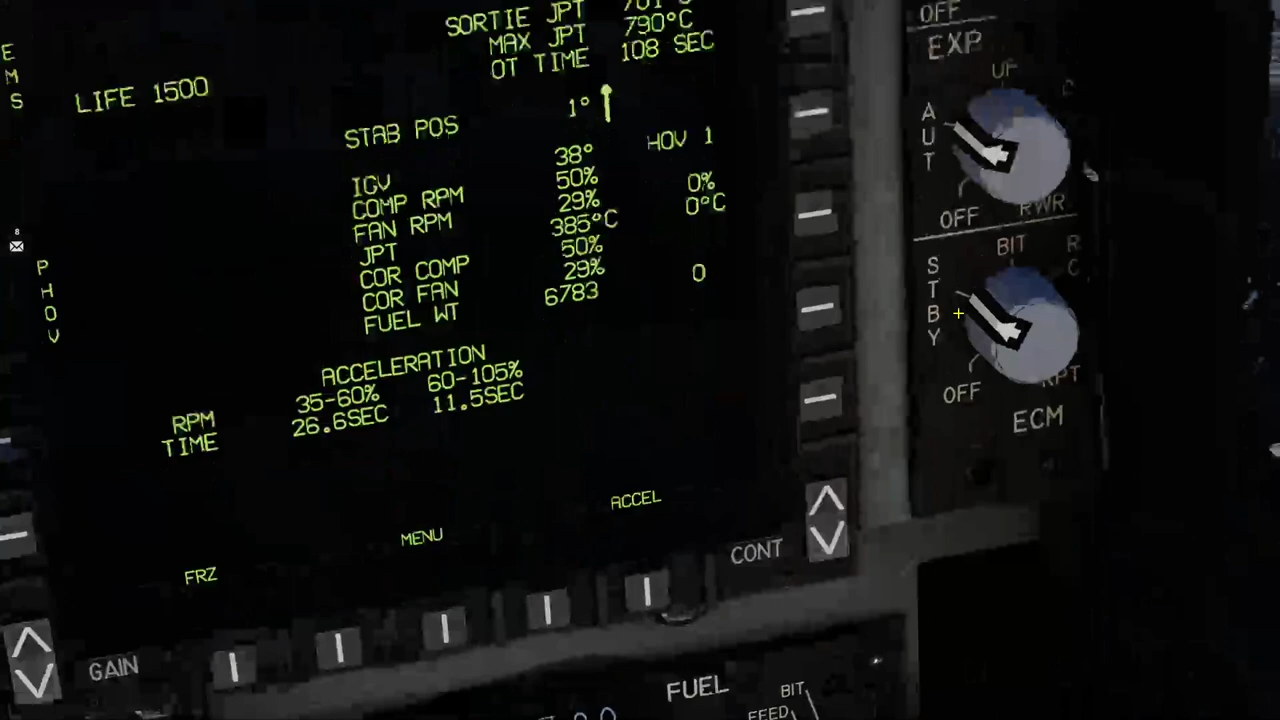 SORTIE JPT
MAX JPT 790°C
OT TIME 108 SEC
E
M
S
LIFE 1500
STAB POS 1°
HOV 1
IGV 38°
COMP RPM 50% 0%
FAN RPM 29% 0°C
JPT 385°C
COR COMP 50%
COR FAN 29% 0
FUEL WT 6783
P
H
O
V
ACCELERATION
RPM 35-60% 60-105%
TIME 26.6SEC 11.5SEC
ACCEL
MENU
FRZ
CONT
GAIN
OFF
EXP
UF
C
A
U
T
OFF
RWR
BIT
R
C
S
T
B
Y
OFF
RPT
ECM
FUEL
BIT
FEED
8